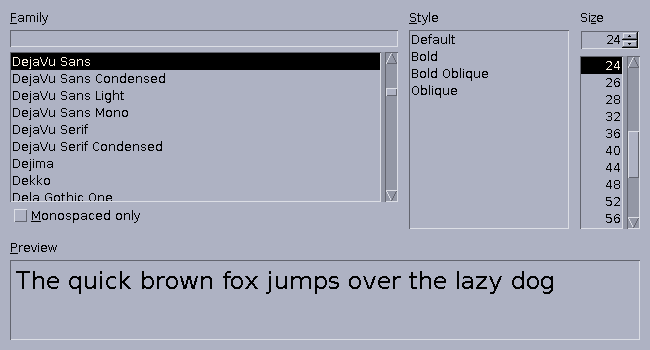 Family
DejaVu Sans
DejaVu Sans Condensed
DejaVu Sans Light
DejaVu Sans Mono
DejaVu Serif
DejaVu Serif Condensed
Dejima
Dekko
Dela Gothic One
Monospaced only
Style
Default
Bold
Bold Oblique
Oblique
Size
24
24
26
28
32
36
40
44
48
52
56
Preview
The quick brown fox jumps over the lazy dog